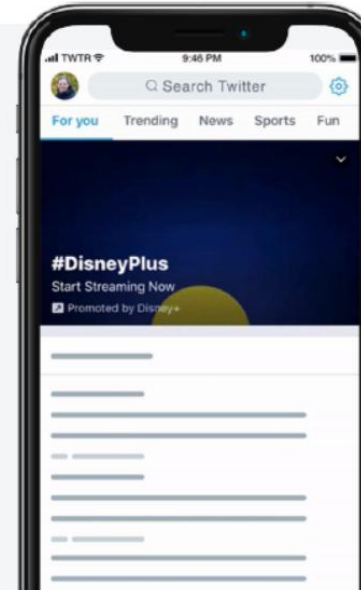 TWTR 9:46 PM 100%
Search Twitter
For you Trending News Sports Fun
#DisneyPlus
Start Streaming Now
Promoted by Disney+